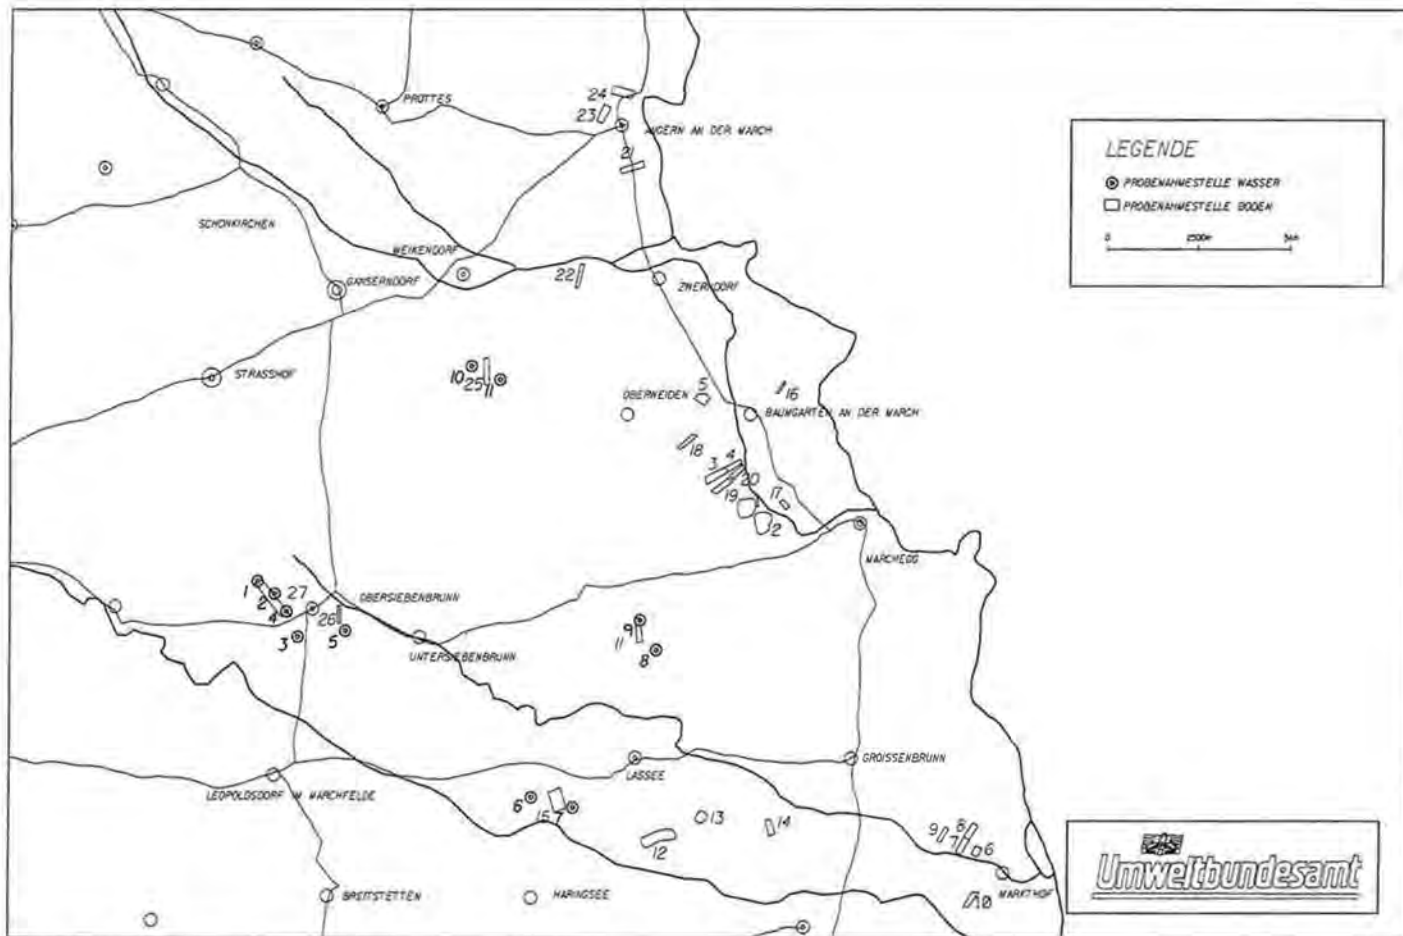 PROTTES
24
23
ANGERN AN DER MARCH
21
LEGENDE
PROBENAHMESTELLE WASSER
PROBENAHMESTELLE BODEN
0 2500m 5km
SCHONKIRCHEN
WEIKENDORF
GANSERNDORF
22
ZWERNDORF
STRASSHOF
10
25
11
OBERWEIDEN
5
16
BAUMGARTEN AN DER MARCH
18
3
4
20
19
1
17
2
MARCHEGG
1
2
27
4
26
3
5
OBERSIEBENBRUNN
UNTERSIEBENBRUNN
9
11
8
LASSEE
GROISSENBRUNN
LEOPOLDSDORF IM MARCHFELDE
6
15
7
13
14
12
9
7
8
6
MARKTHOF
10
BREITSTETTEN
HARINGSEE
Umweltbundesamt